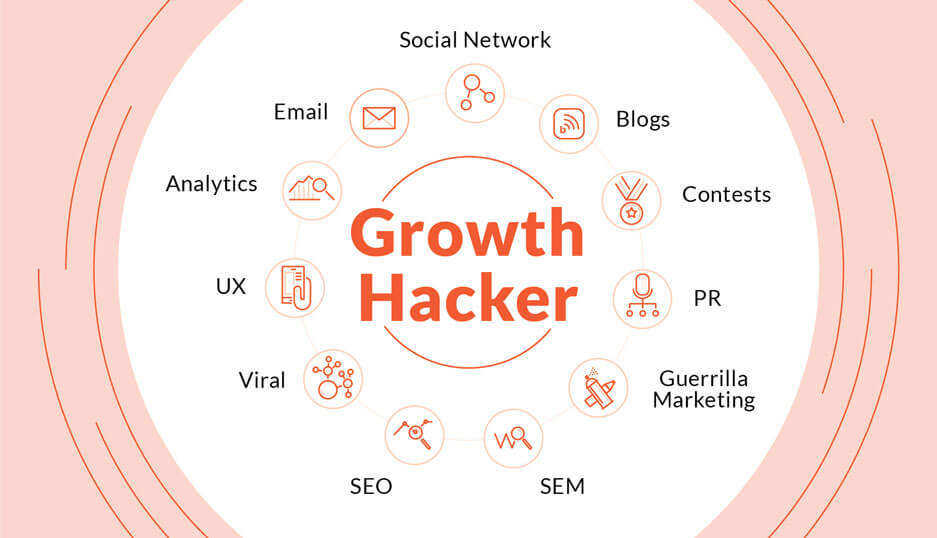 Social Network
Email
Blogs
Analytics
Contests
Growth
Hacker
UX
PR
Viral
Guerrilla
Marketing
SEO
SEM